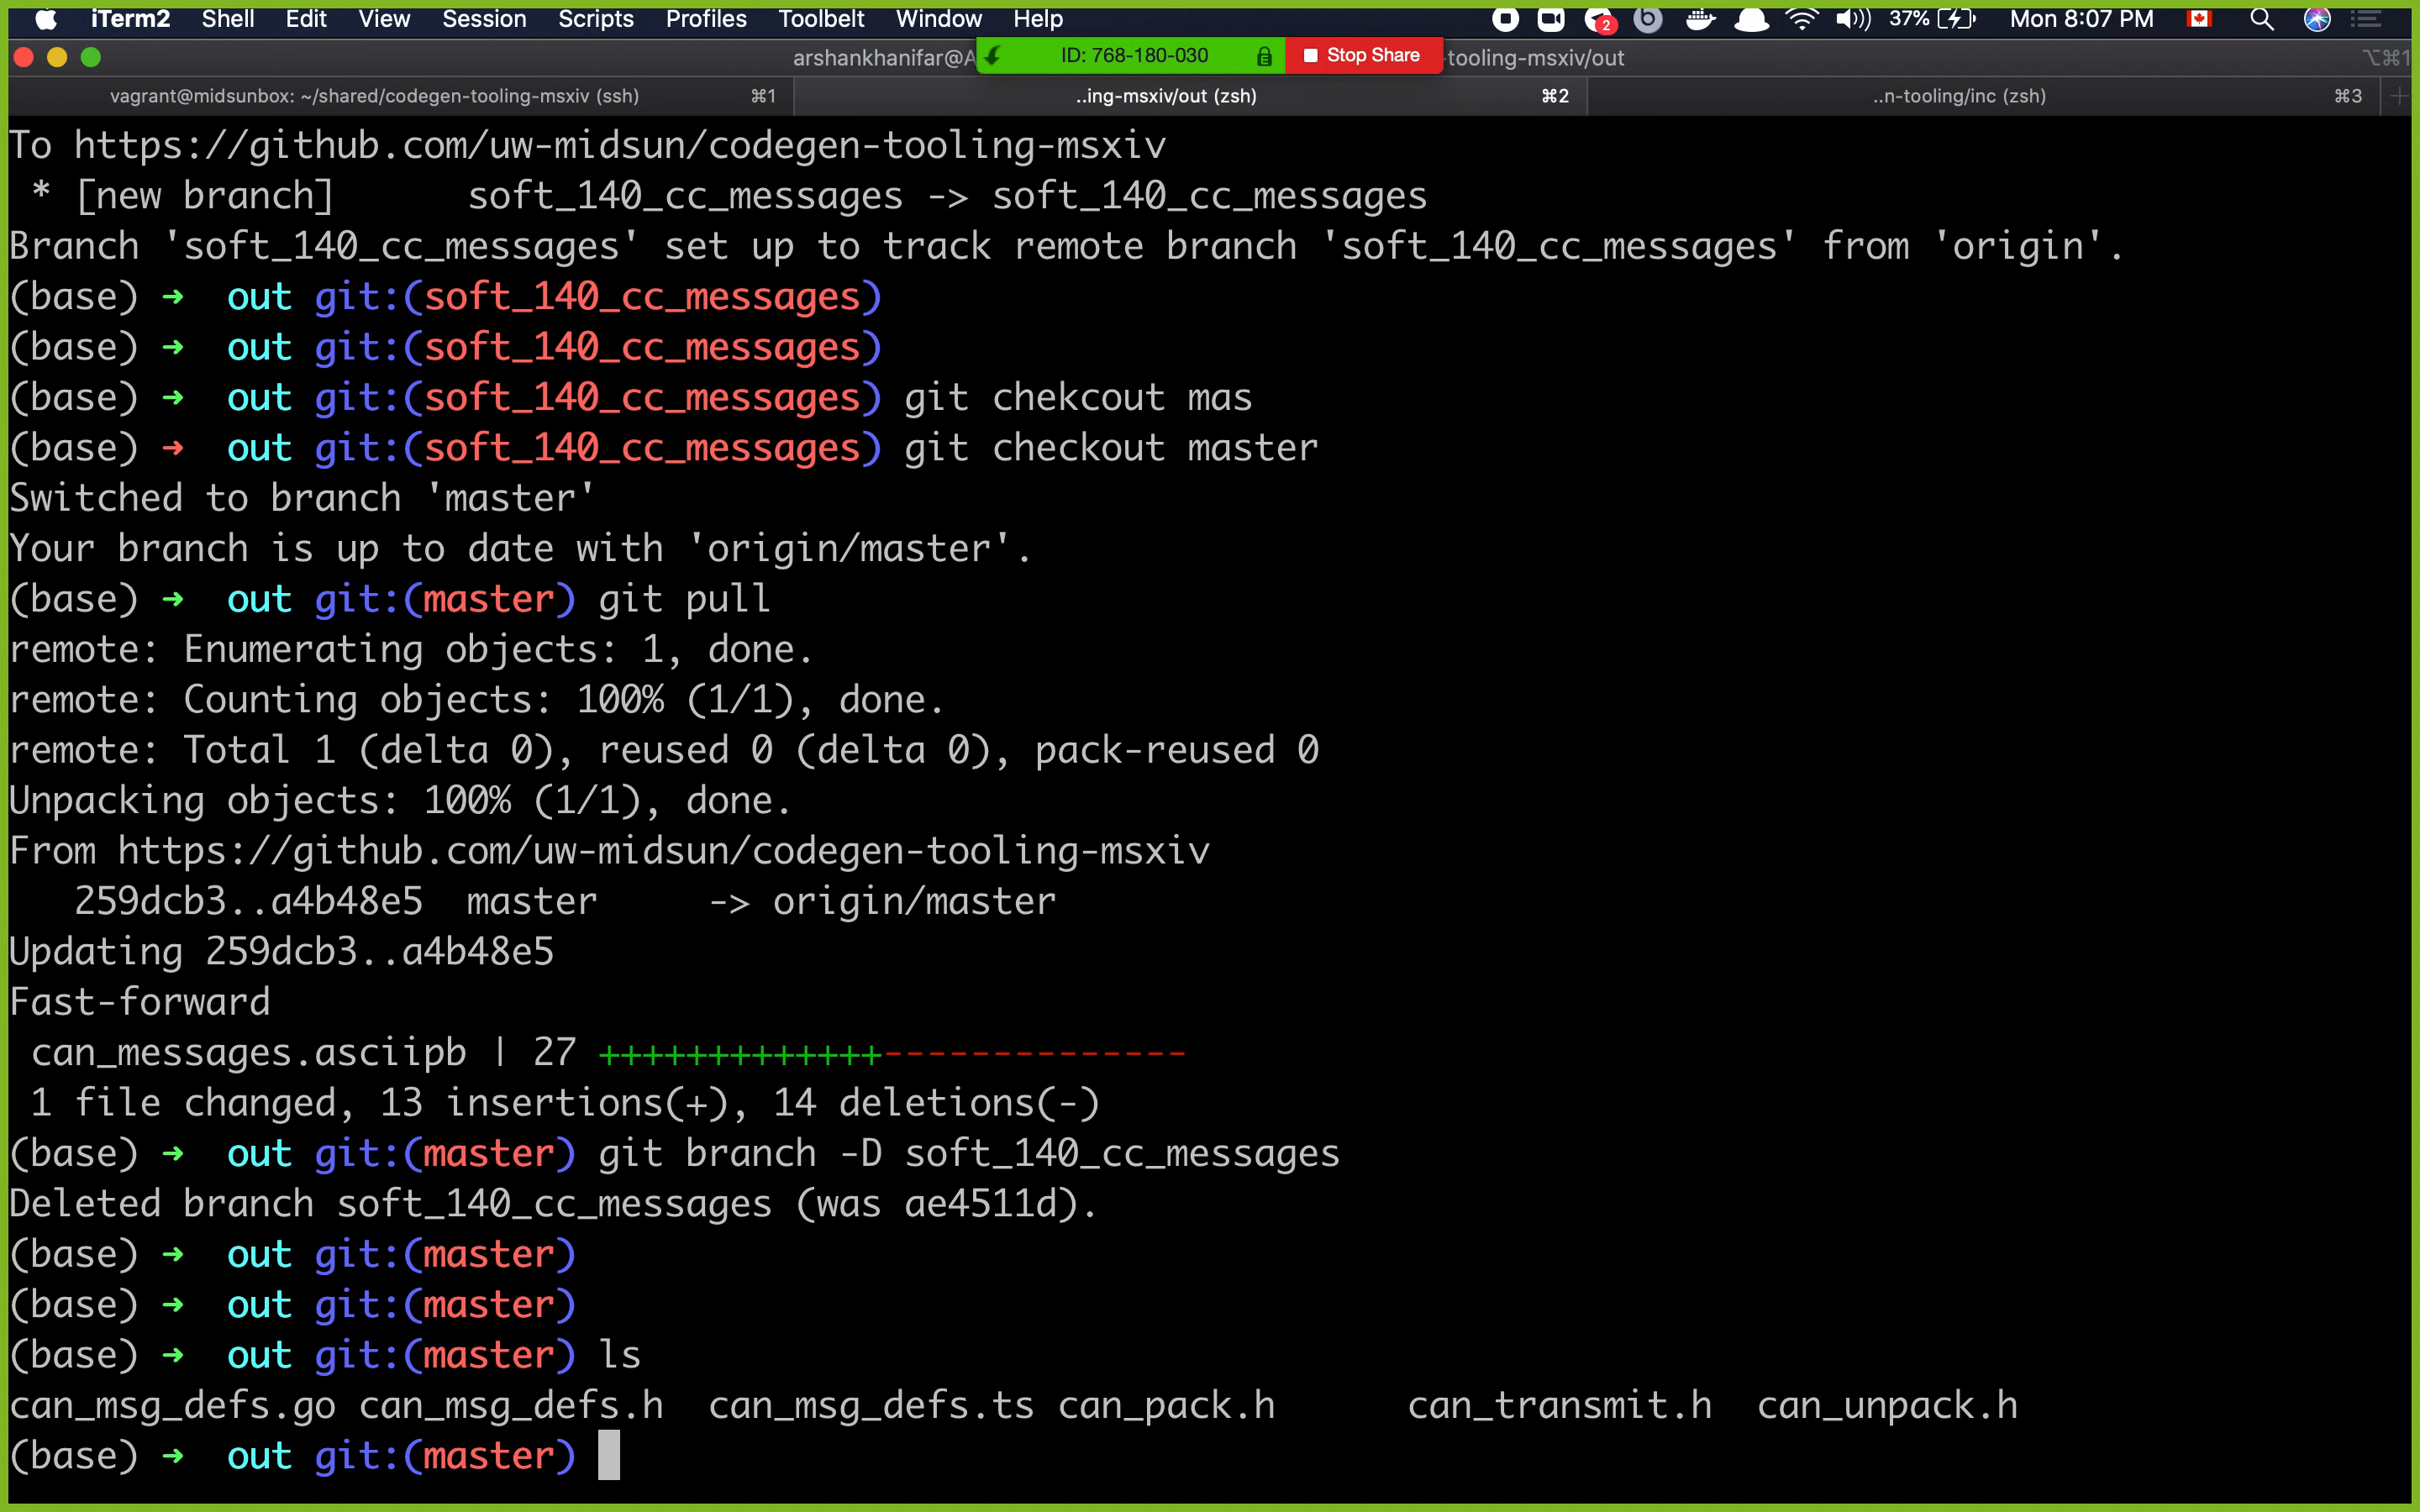 iTerm2 Shell Edit View Session Scripts Profiles Toolbelt Window Help 2 37% Mon 8:07 PM
arshankhanifar@A ID: 768-180-030 Stop Share -tooling-msxiv/out ⌥⌘1
vagrant@midsunbox: ~/shared/codegen-tooling-msxiv (ssh) ⌘1 ..ing-msxiv/out (zsh) ⌘2 ..n-tooling/inc (zsh) ⌘3
To https://github.com/uw-midsun/codegen-tooling-msxiv
 * [new branch]      soft_140_cc_messages -> soft_140_cc_messages
Branch 'soft_140_cc_messages' set up to track remote branch 'soft_140_cc_messages' from 'origin'.
(base) ➜  out git:(soft_140_cc_messages)
(base) ➜  out git:(soft_140_cc_messages)
(base) ➜  out git:(soft_140_cc_messages) git chekcout mas
(base) ➜  out git:(soft_140_cc_messages) git checkout master
Switched to branch 'master'
Your branch is up to date with 'origin/master'.
(base) ➜  out git:(master) git pull
remote: Enumerating objects: 1, done.
remote: Counting objects: 100% (1/1), done.
remote: Total 1 (delta 0), reused 0 (delta 0), pack-reused 0
Unpacking objects: 100% (1/1), done.
From https://github.com/uw-midsun/codegen-tooling-msxiv
   259dcb3..a4b48e5  master     -> origin/master
Updating 259dcb3..a4b48e5
Fast-forward
 can_messages.asciipb | 27 +++++++++++++--------------
 1 file changed, 13 insertions(+), 14 deletions(-)
(base) ➜  out git:(master) git branch -D soft_140_cc_messages
Deleted branch soft_140_cc_messages (was ae4511d).
(base) ➜  out git:(master)
(base) ➜  out git:(master)
(base) ➜  out git:(master) ls
can_msg_defs.go can_msg_defs.h  can_msg_defs.ts can_pack.h      can_transmit.h  can_unpack.h
(base) ➜  out git:(master)